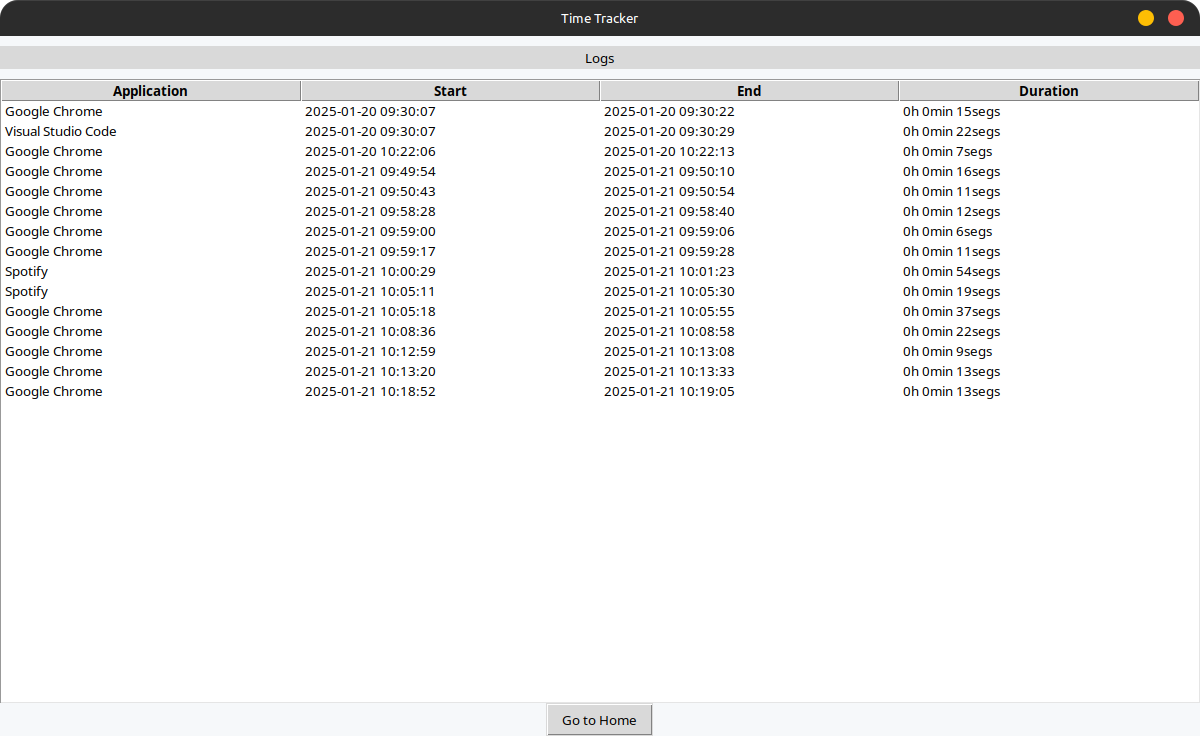 Time Tracker
Logs
Application Start End Duration
Google Chrome 2025-01-20 09:30:07 2025-01-20 09:30:22 0h 0min 15segs
Visual Studio Code 2025-01-20 09:30:07 2025-01-20 09:30:29 0h 0min 22segs
Google Chrome 2025-01-20 10:22:06 2025-01-20 10:22:13 0h 0min 7segs
Google Chrome 2025-01-21 09:49:54 2025-01-21 09:50:10 0h 0min 16segs
Google Chrome 2025-01-21 09:50:43 2025-01-21 09:50:54 0h 0min 11segs
Google Chrome 2025-01-21 09:58:28 2025-01-21 09:58:40 0h 0min 12segs
Google Chrome 2025-01-21 09:59:00 2025-01-21 09:59:06 0h 0min 6segs
Google Chrome 2025-01-21 09:59:17 2025-01-21 09:59:28 0h 0min 11segs
Spotify 2025-01-21 10:00:29 2025-01-21 10:01:23 0h 0min 54segs
Spotify 2025-01-21 10:05:11 2025-01-21 10:05:30 0h 0min 19segs
Google Chrome 2025-01-21 10:05:18 2025-01-21 10:05:55 0h 0min 37segs
Google Chrome 2025-01-21 10:08:36 2025-01-21 10:08:58 0h 0min 22segs
Google Chrome 2025-01-21 10:12:59 2025-01-21 10:13:08 0h 0min 9segs
Google Chrome 2025-01-21 10:13:20 2025-01-21 10:13:33 0h 0min 13segs
Google Chrome 2025-01-21 10:18:52 2025-01-21 10:19:05 0h 0min 13segs
Go to Home